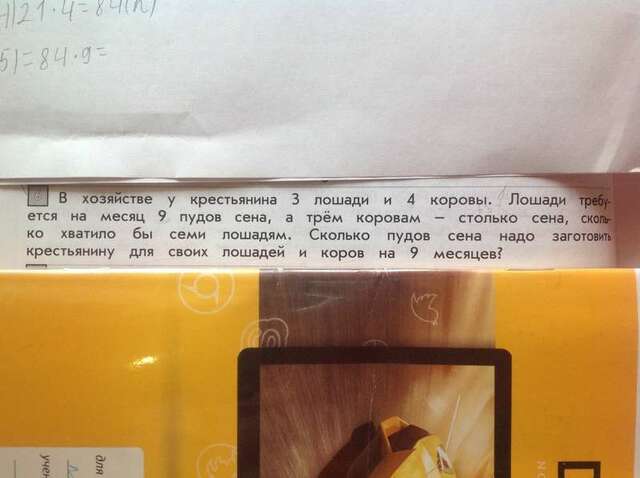 4)21·4=84(п)
5)=84·9=
В хозяйстве у крестьянина 3 лошади и 4 коровы. Лошади требу-
ется на месяц 9 пудов сена, а трём коровам – столько сена, сколь-
ко хватило бы семи лошадям. Сколько пудов сена надо заготовить
крестьянину для своих лошадей и коров на 9 месяцев?
для
учен